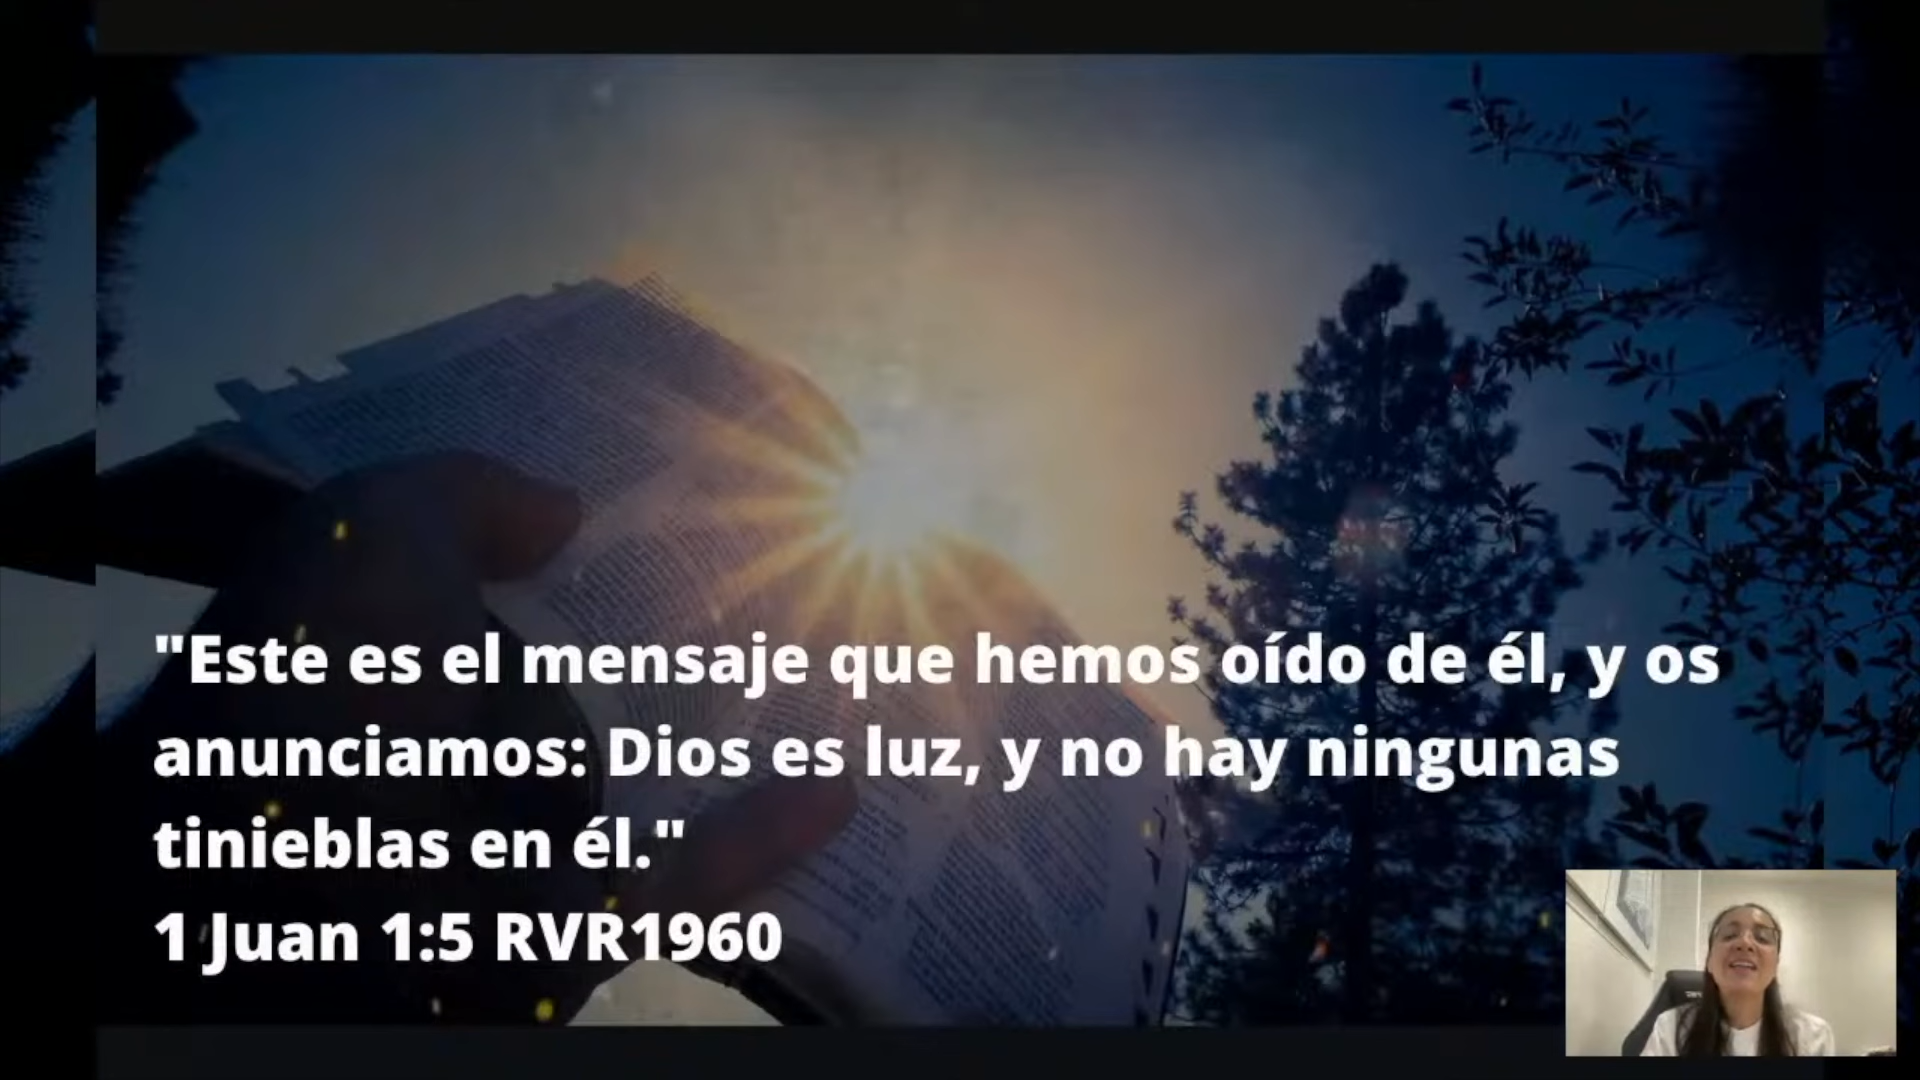 "Este es el mensaje que hemos oído de él, y os
anunciamos: Dios es luz, y no hay ningunas
tinieblas en él."
1 Juan 1:5 RVR1960